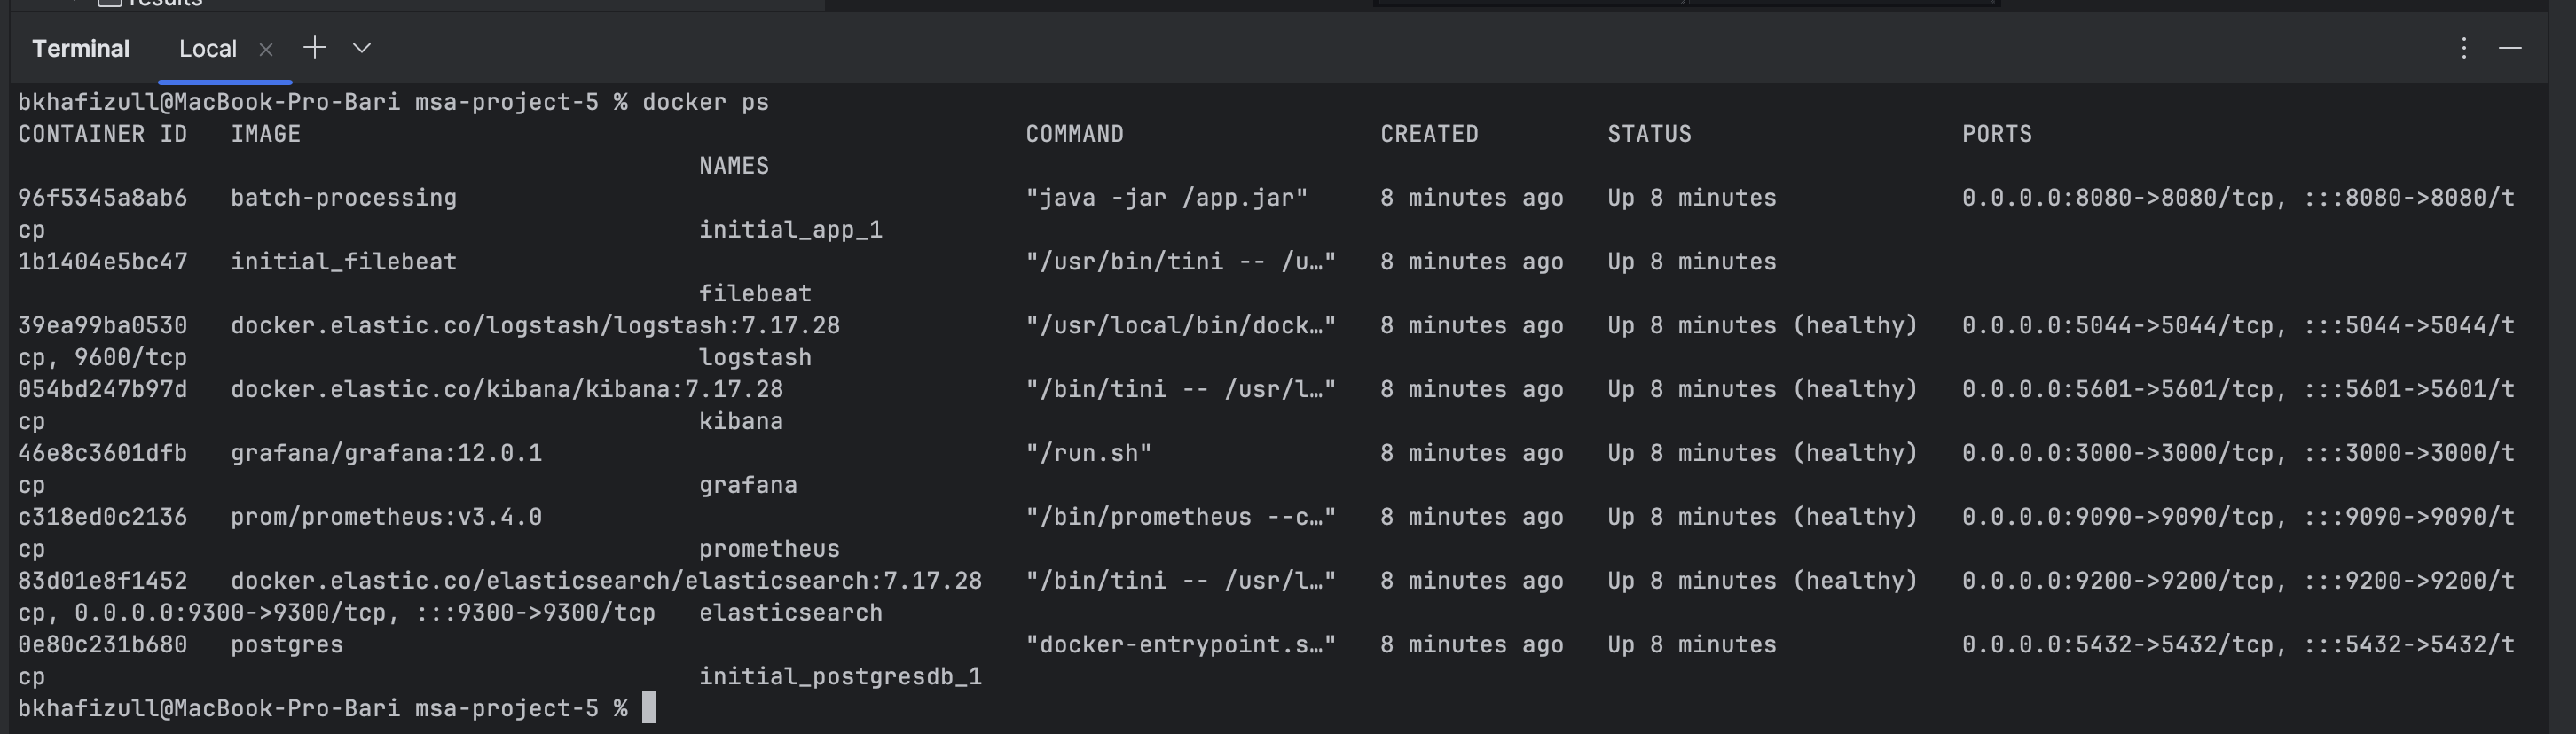 results
Terminal Local
bkhafizull@MacBook-Pro-Bari msa-project-5 % docker ps
CONTAINER ID   IMAGE                                                    COMMAND                  CREATED         STATUS                   PORTS
                                                NAMES
96f5345a8ab6   batch-processing                                         "java -jar /app.jar"     8 minutes ago   Up 8 minutes             0.0.0.0:8080->8080/tcp, :::8080->8080/t
cp                                              initial_app_1
1b1404e5bc47   initial_filebeat                                         "/usr/bin/tini -- /u…"   8 minutes ago   Up 8 minutes
                                                filebeat
39ea99ba0530   docker.elastic.co/logstash/logstash:7.17.28              "/usr/local/bin/dock…"   8 minutes ago   Up 8 minutes (healthy)   0.0.0.0:5044->5044/tcp, :::5044->5044/t
cp, 9600/tcp                                    logstash
054bd247b97d   docker.elastic.co/kibana/kibana:7.17.28                  "/bin/tini -- /usr/l…"   8 minutes ago   Up 8 minutes (healthy)   0.0.0.0:5601->5601/tcp, :::5601->5601/t
cp                                              kibana
46e8c3601dfb   grafana/grafana:12.0.1                                   "/run.sh"                8 minutes ago   Up 8 minutes (healthy)   0.0.0.0:3000->3000/tcp, :::3000->3000/t
cp                                              grafana
c318ed0c2136   prom/prometheus:v3.4.0                                   "/bin/prometheus --c…"   8 minutes ago   Up 8 minutes (healthy)   0.0.0.0:9090->9090/tcp, :::9090->9090/t
cp                                              prometheus
83d01e8f1452   docker.elastic.co/elasticsearch/elasticsearch:7.17.28   "/bin/tini -- /usr/l…"   8 minutes ago   Up 8 minutes (healthy)   0.0.0.0:9200->9200/tcp, :::9200->9200/t
cp, 0.0.0.0:9300->9300/tcp, :::9300->9300/tcp   elasticsearch
0e80c231b680   postgres                                                 "docker-entrypoint.s…"   8 minutes ago   Up 8 minutes             0.0.0.0:5432->5432/tcp, :::5432->5432/t
cp                                              initial_postgresdb_1
bkhafizull@MacBook-Pro-Bari msa-project-5 %